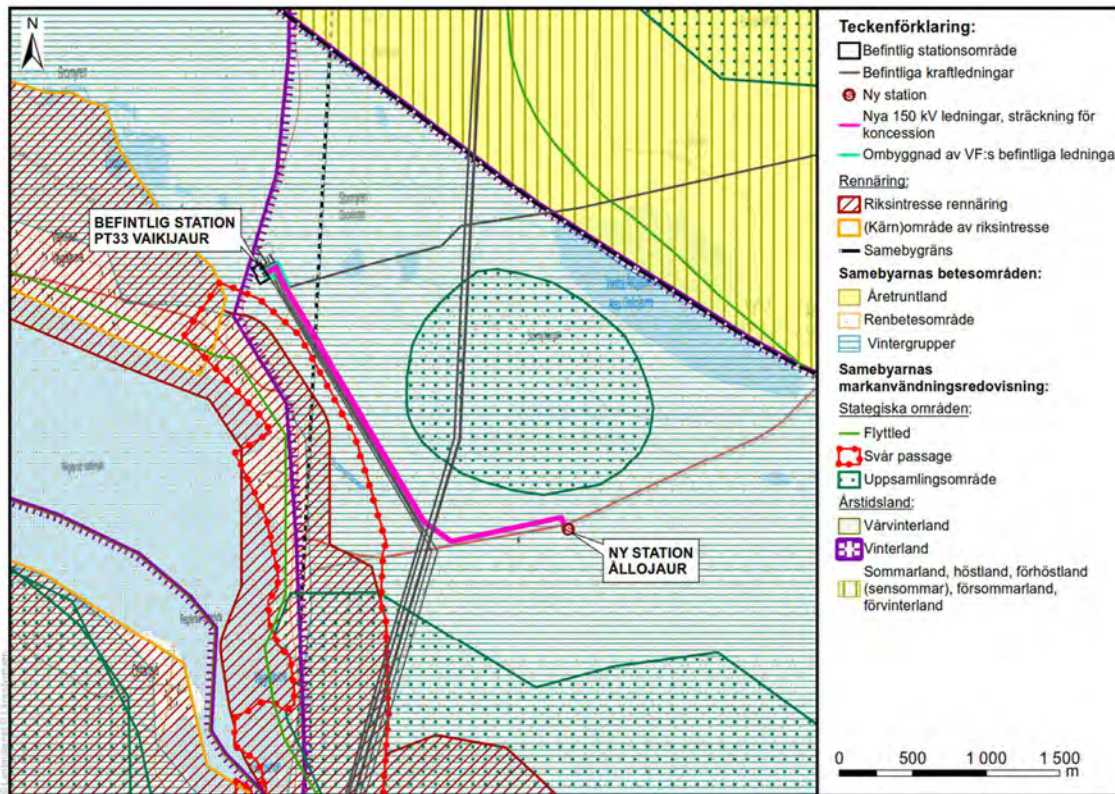 N
BEFINTLIG STATION
PT33 VAIKIJAUR
NY STATION
ÅLLOJAUR
S
Teckenförklaring:
Befintlig stationsområde
Befintliga kraftledningar
S Ny station
Nya 150 kV ledningar, sträckning för
koncession
Ombyggnad av VF:s befintliga ledninga
Rennäring:
Riksintresse rennäring
(Kärn)område av riksintresse
Samebygräns
Samebyarnas betesområden:
Åretruntland
Renbetesområde
Vintergrupper
Samebyarnas
markanvändningsredovisning:
Stategiska områden:
Flyttled
Svår passage
Uppsamlingsområde
Årstidsland:
Vårvinterland
Vinterland
Sommarland, höstland, förhöstland
(sensommar), försommarland,
förvinterland
0 500 1 000 1 500
m